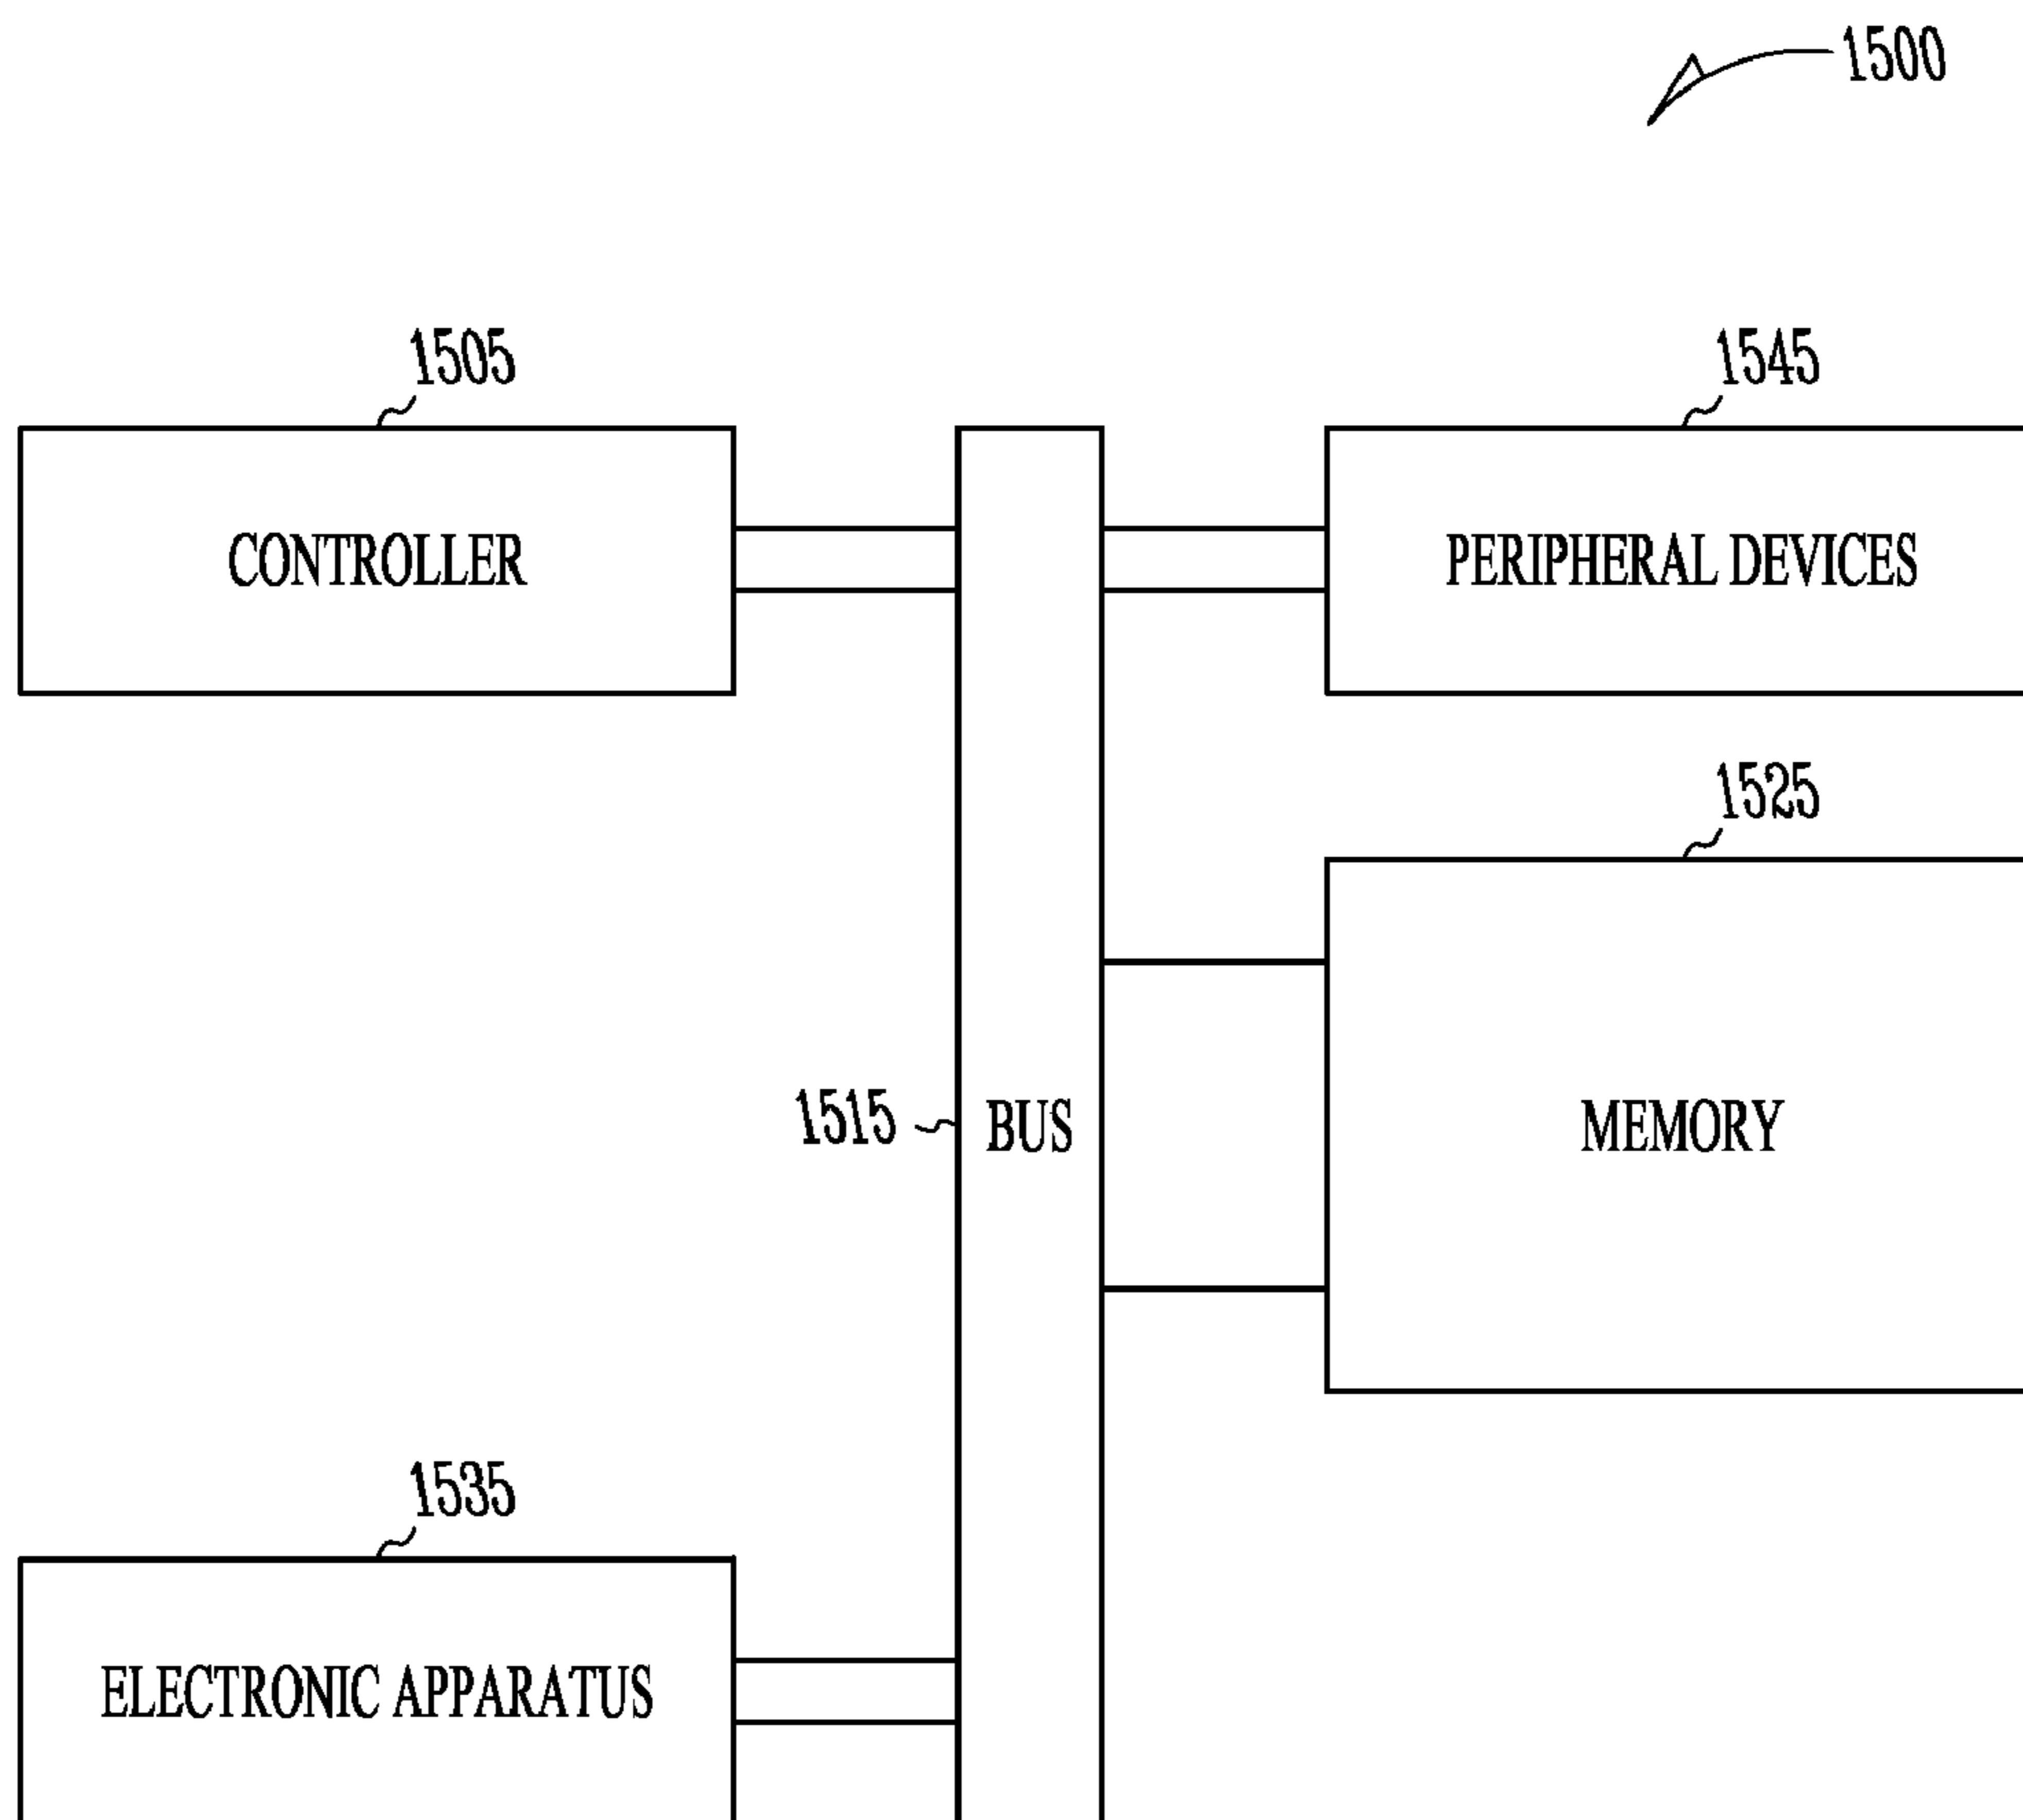 1500
1505
1545
CONTROLLER
PERIPHERAL DEVICES
1525
1515
BUS
MEMORY
1535
ELECTRONIC APPARATUS